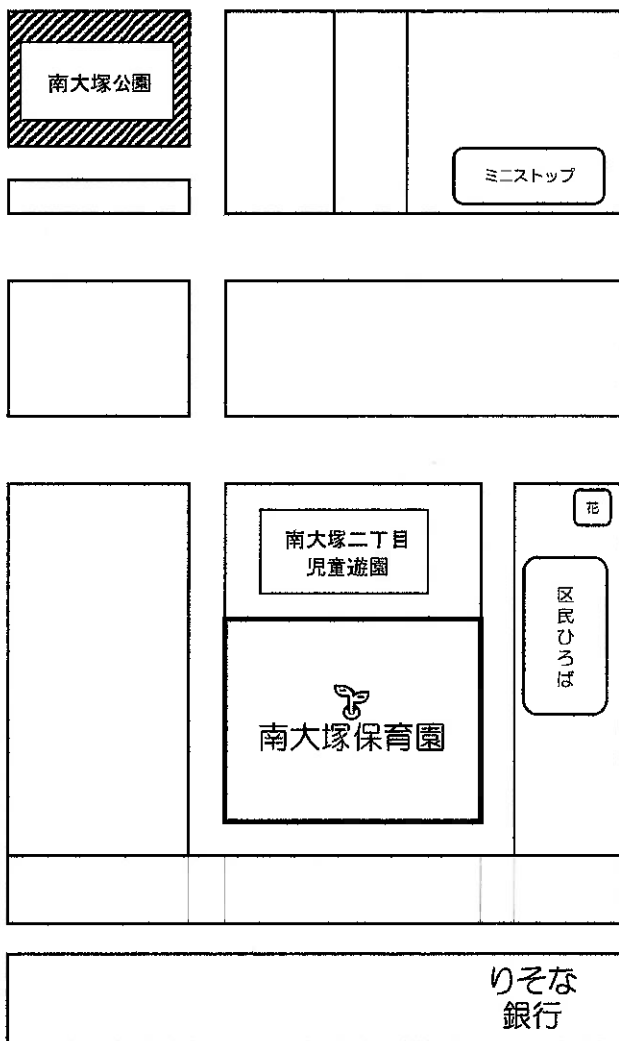 南大塚公園
ミニストップ
南大塚二丁目
児童遊園
花
区民ひろば
南大塚保育園
りそな
銀行